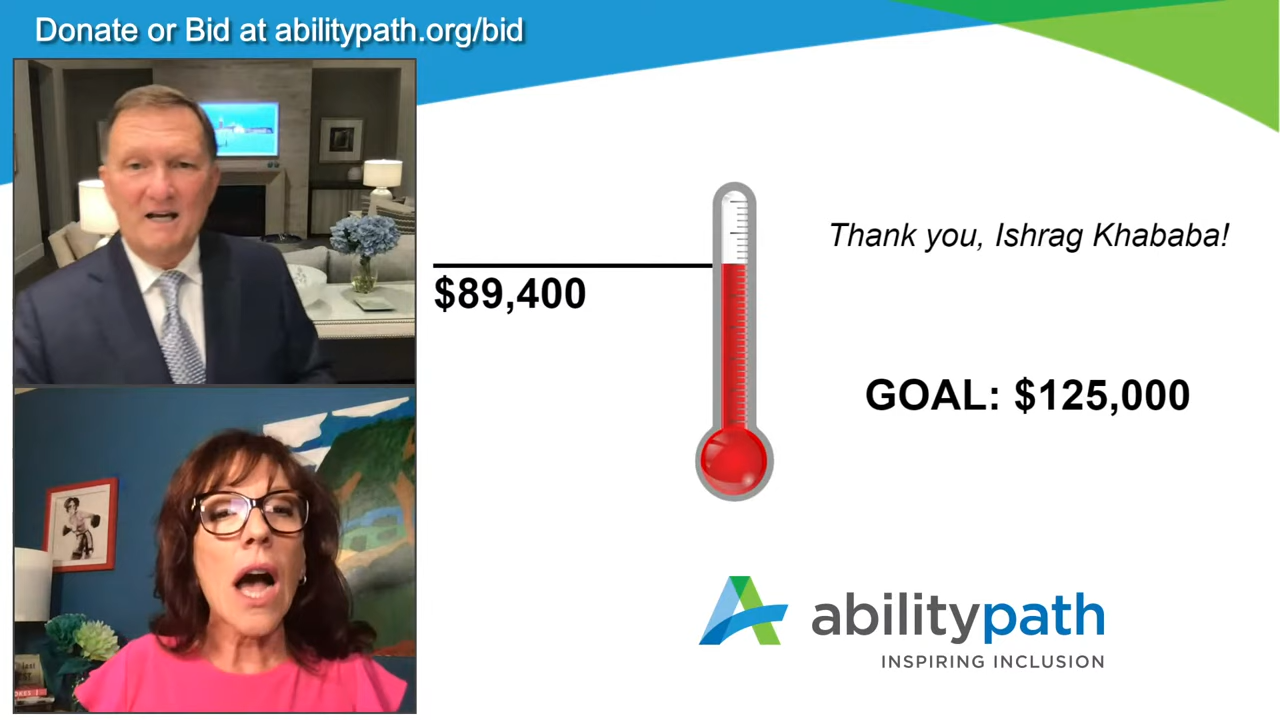 Donate or Bid at abilitypath.org/bid
Thank you, Ishrag Khababa!
$89,400
GOAL: $125,000
abilitypath
INSPIRING INCLUSION